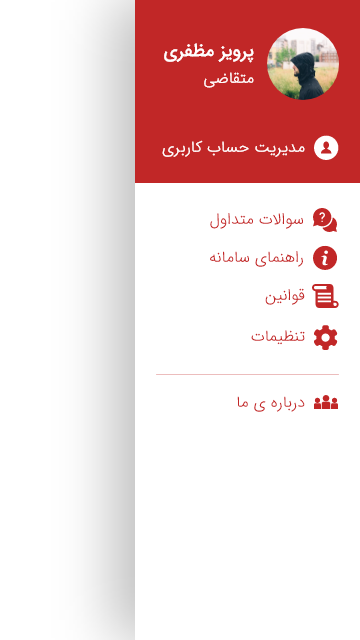 پرویز مظفری
متقاضی
مدیریت حساب کاربری
سوالات متداول
راهنمای سامانه
قوانین
تنظیمات
درباره ی ما